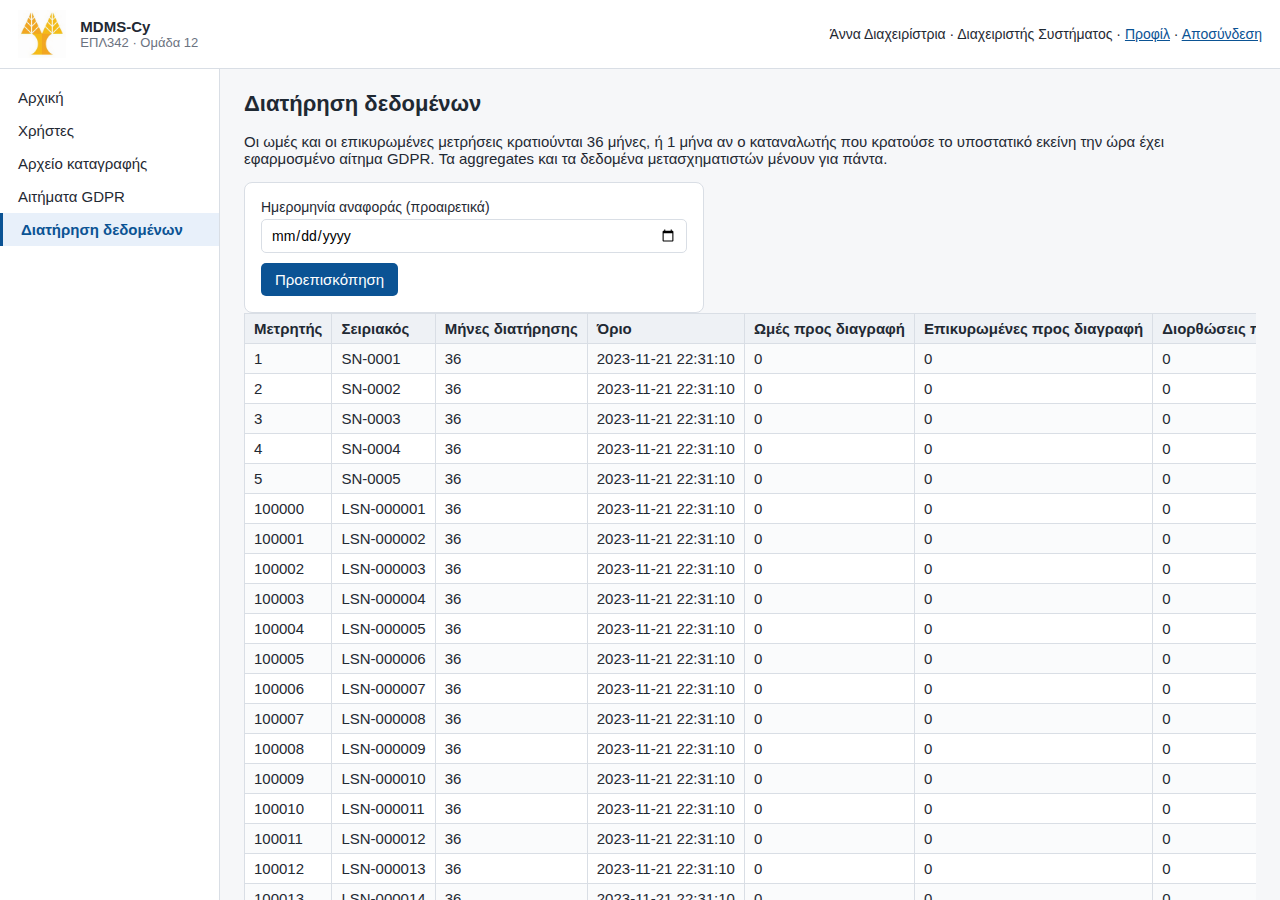 MDMS-Cy
ΕΠΛ342 · Ομάδα 12
Άννα Διαχειρίστρια · Διαχειριστής Συστήματος · Προφίλ · Αποσύνδεση
Αρχική
Χρήστες
Αρχείο καταγραφής
Αιτήματα GDPR
Διατήρηση δεδομένων
Διατήρηση δεδομένων
Οι ωμές και οι επικυρωμένες μετρήσεις κρατιούνται 36 μήνες, ή 1 μήνα αν ο καταναλωτής που κρατούσε το υποστατικό εκείνη την ώρα έχει
εφαρμοσμένο αίτημα GDPR. Τα aggregates και τα δεδομένα μετασχηματιστών μένουν για πάντα.
Ημερομηνία αναφοράς (προαιρετικά)
mm/dd/yyyy
Προεπισκόπηση
Μετρητής Σειριακός Μήνες διατήρησης Όριο Ωμές προς διαγραφή Επικυρωμένες προς διαγραφή Διορθώσεις
1 SN-0001 36 2023-11-21 22:31:10 0 0 0
2 SN-0002 36 2023-11-21 22:31:10 0 0 0
3 SN-0003 36 2023-11-21 22:31:10 0 0 0
4 SN-0004 36 2023-11-21 22:31:10 0 0 0
5 SN-0005 36 2023-11-21 22:31:10 0 0 0
100000 LSN-000001 36 2023-11-21 22:31:10 0 0 0
100001 LSN-000002 36 2023-11-21 22:31:10 0 0 0
100002 LSN-000003 36 2023-11-21 22:31:10 0 0 0
100003 LSN-000004 36 2023-11-21 22:31:10 0 0 0
100004 LSN-000005 36 2023-11-21 22:31:10 0 0 0
100005 LSN-000006 36 2023-11-21 22:31:10 0 0 0
100006 LSN-000007 36 2023-11-21 22:31:10 0 0 0
100007 LSN-000008 36 2023-11-21 22:31:10 0 0 0
100008 LSN-000009 36 2023-11-21 22:31:10 0 0 0
100009 LSN-000010 36 2023-11-21 22:31:10 0 0 0
100010 LSN-000011 36 2023-11-21 22:31:10 0 0 0
100011 LSN-000012 36 2023-11-21 22:31:10 0 0 0
100012 LSN-000013 36 2023-11-21 22:31:10 0 0 0
100013 LSN-000014 36 2023-11-21 22:31:10 0 0 0